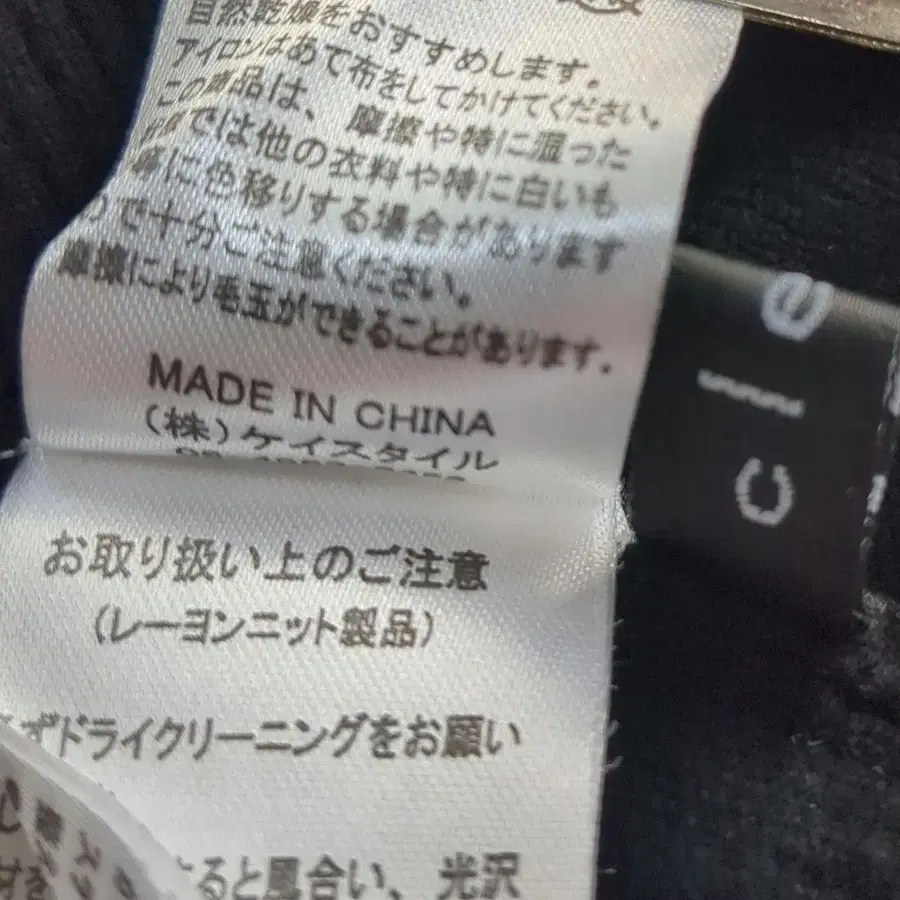 自然乾燥をおすすめします。
アイロンはあて布をしてかけてください。
この商品は、摩擦や特に湿った
では他の衣料や特に白いも
に色移りする場合があります
で十分ご注意ください。
摩擦により毛玉ができることがあります。
MADE IN CHINA
(株)ケイスタイル
お取り扱い上のご注意
(レーヨンニット製品)
ずドライクリーニングをお願い
すると風合い、光沢